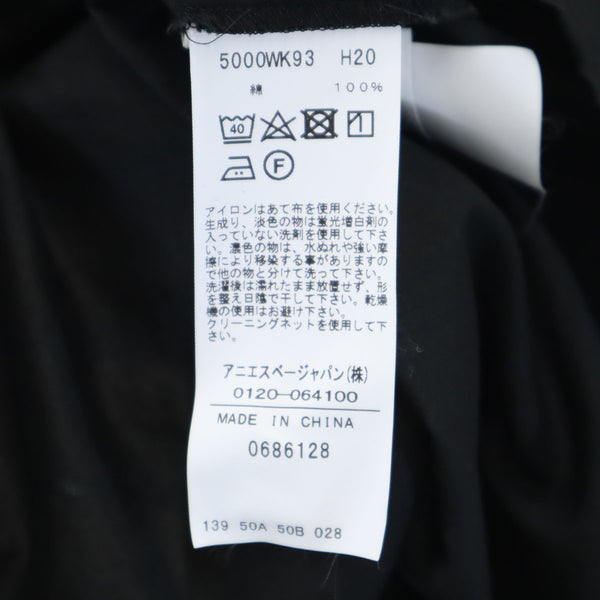 5000WK93 H20
綿 100%
40
F
アイロンはあて布を使用ください。
生成り、淡色の物は蛍光増白剤の
入っていない洗剤を使用して下さ
い。濃色の物は、水ぬれや強い摩
擦により移染する事がありますの
で他の物と分けて洗って下さい。
洗濯後は濡れたまま放置せず、形
を整え日陰で干して下さい。乾燥
機の使用はお避け下さい。
クリーニングネットを使用して下
さい。
アニエスベージャパン(株)
0120-064100
MADE IN CHINA
0686128
139 50A 50B 028